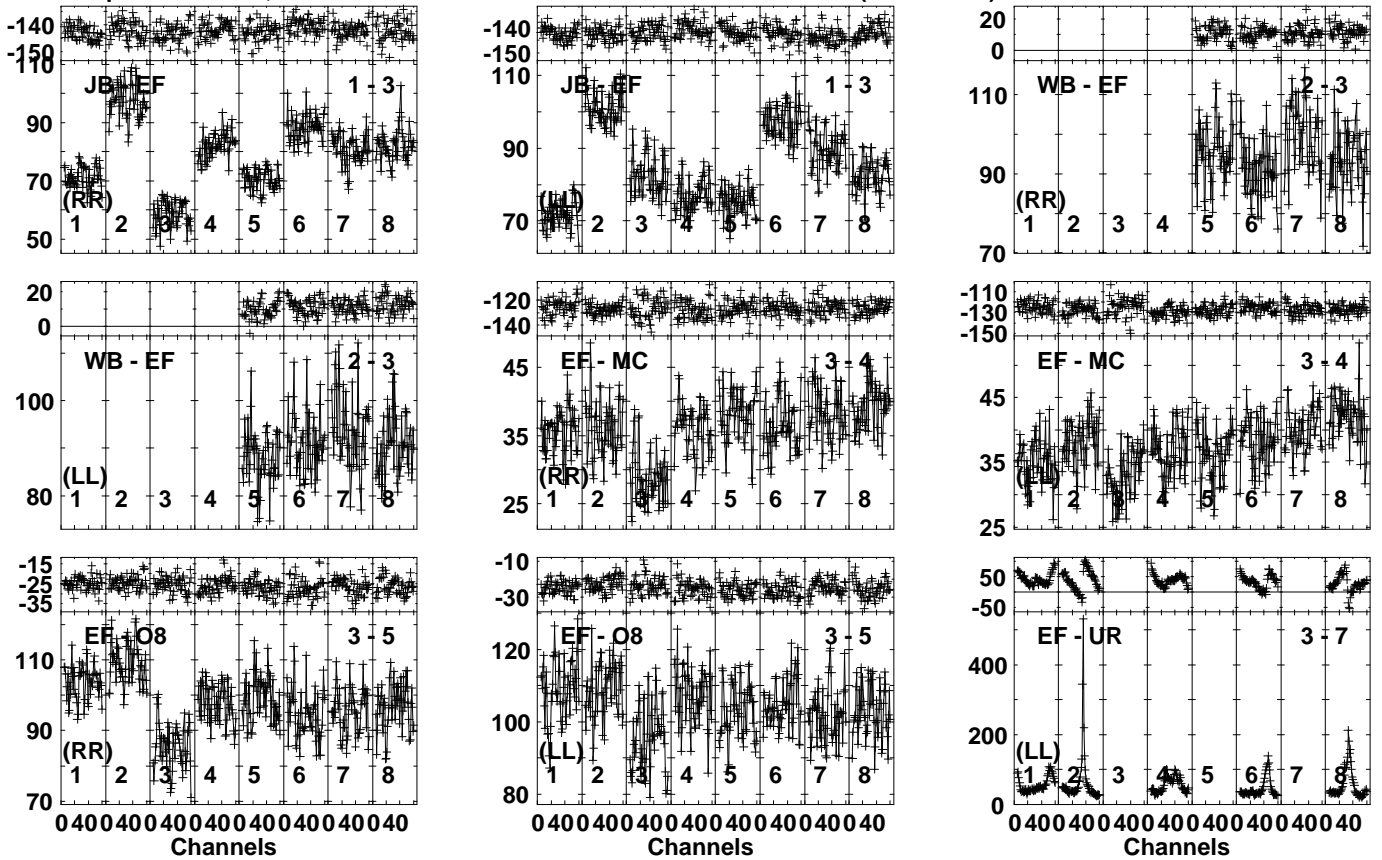 -140
-150
110
JB - EF 1 - 3
90
70
(RR)
1 2 3 4 5 6 7 8
50
-140
-150
110
JB - EF 1 - 3
90
(LL)
70
1 2 3 4 5 6 7 8
20
0
WB - EF 2 - 3
110
90
(RR)
1 2 3 4 5 6 7 8
70
20
0
WB - EF 2 - 3
100
(LL)
80
1 2 3 4 5 6 7 8
-120
-140
45
EF - MC 3 - 4
35
(RR)
25
1 2 3 4 5 6 7 8
-110
-130
-150
EF - MC 3 - 4
45
35
(LL)
1 2 3 4 5 6 7 8
25
-15
-25
-35
EF - O8 3 - 5
110
90
(RR)
1 2 3 4 5 6 7 8
70
0 40 0 40 0 40 0 40 0 40 0 40 0 40 0 40
Channels
-10
-30
EF - O8 3 - 5
120
100
(LL)
1 2 3 4 5 6 7 8
80
0 40 0 40 0 40 0 40 0 40 0 40 0 40 0 40
Channels
50
-50
EF - UR 3 - 7
400
200
(LL)
1 2 3 4 5 6 7 8
0
0 40 0 40 0 40 0 40 0 40 0 40 0 40 0 40
Channels